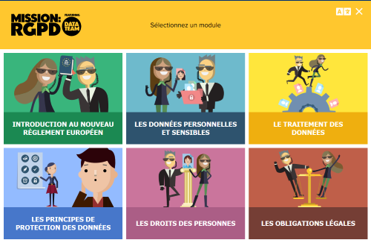 MISSION:
RGPD
DATA
TEAM
Sélectionnez un module
INTRODUCTION AU NOUVEAU
RÈGLEMENT EUROPÉEN
LES DONNÉES PERSONNELLES
ET SENSIBLES
LE TRAITEMENT DES
DONNÉES
LES PRINCIPES DE
PROTECTION DES DONNÉES
LES DROITS DES PERSONNES
LES OBLIGATIONS LÉGALES